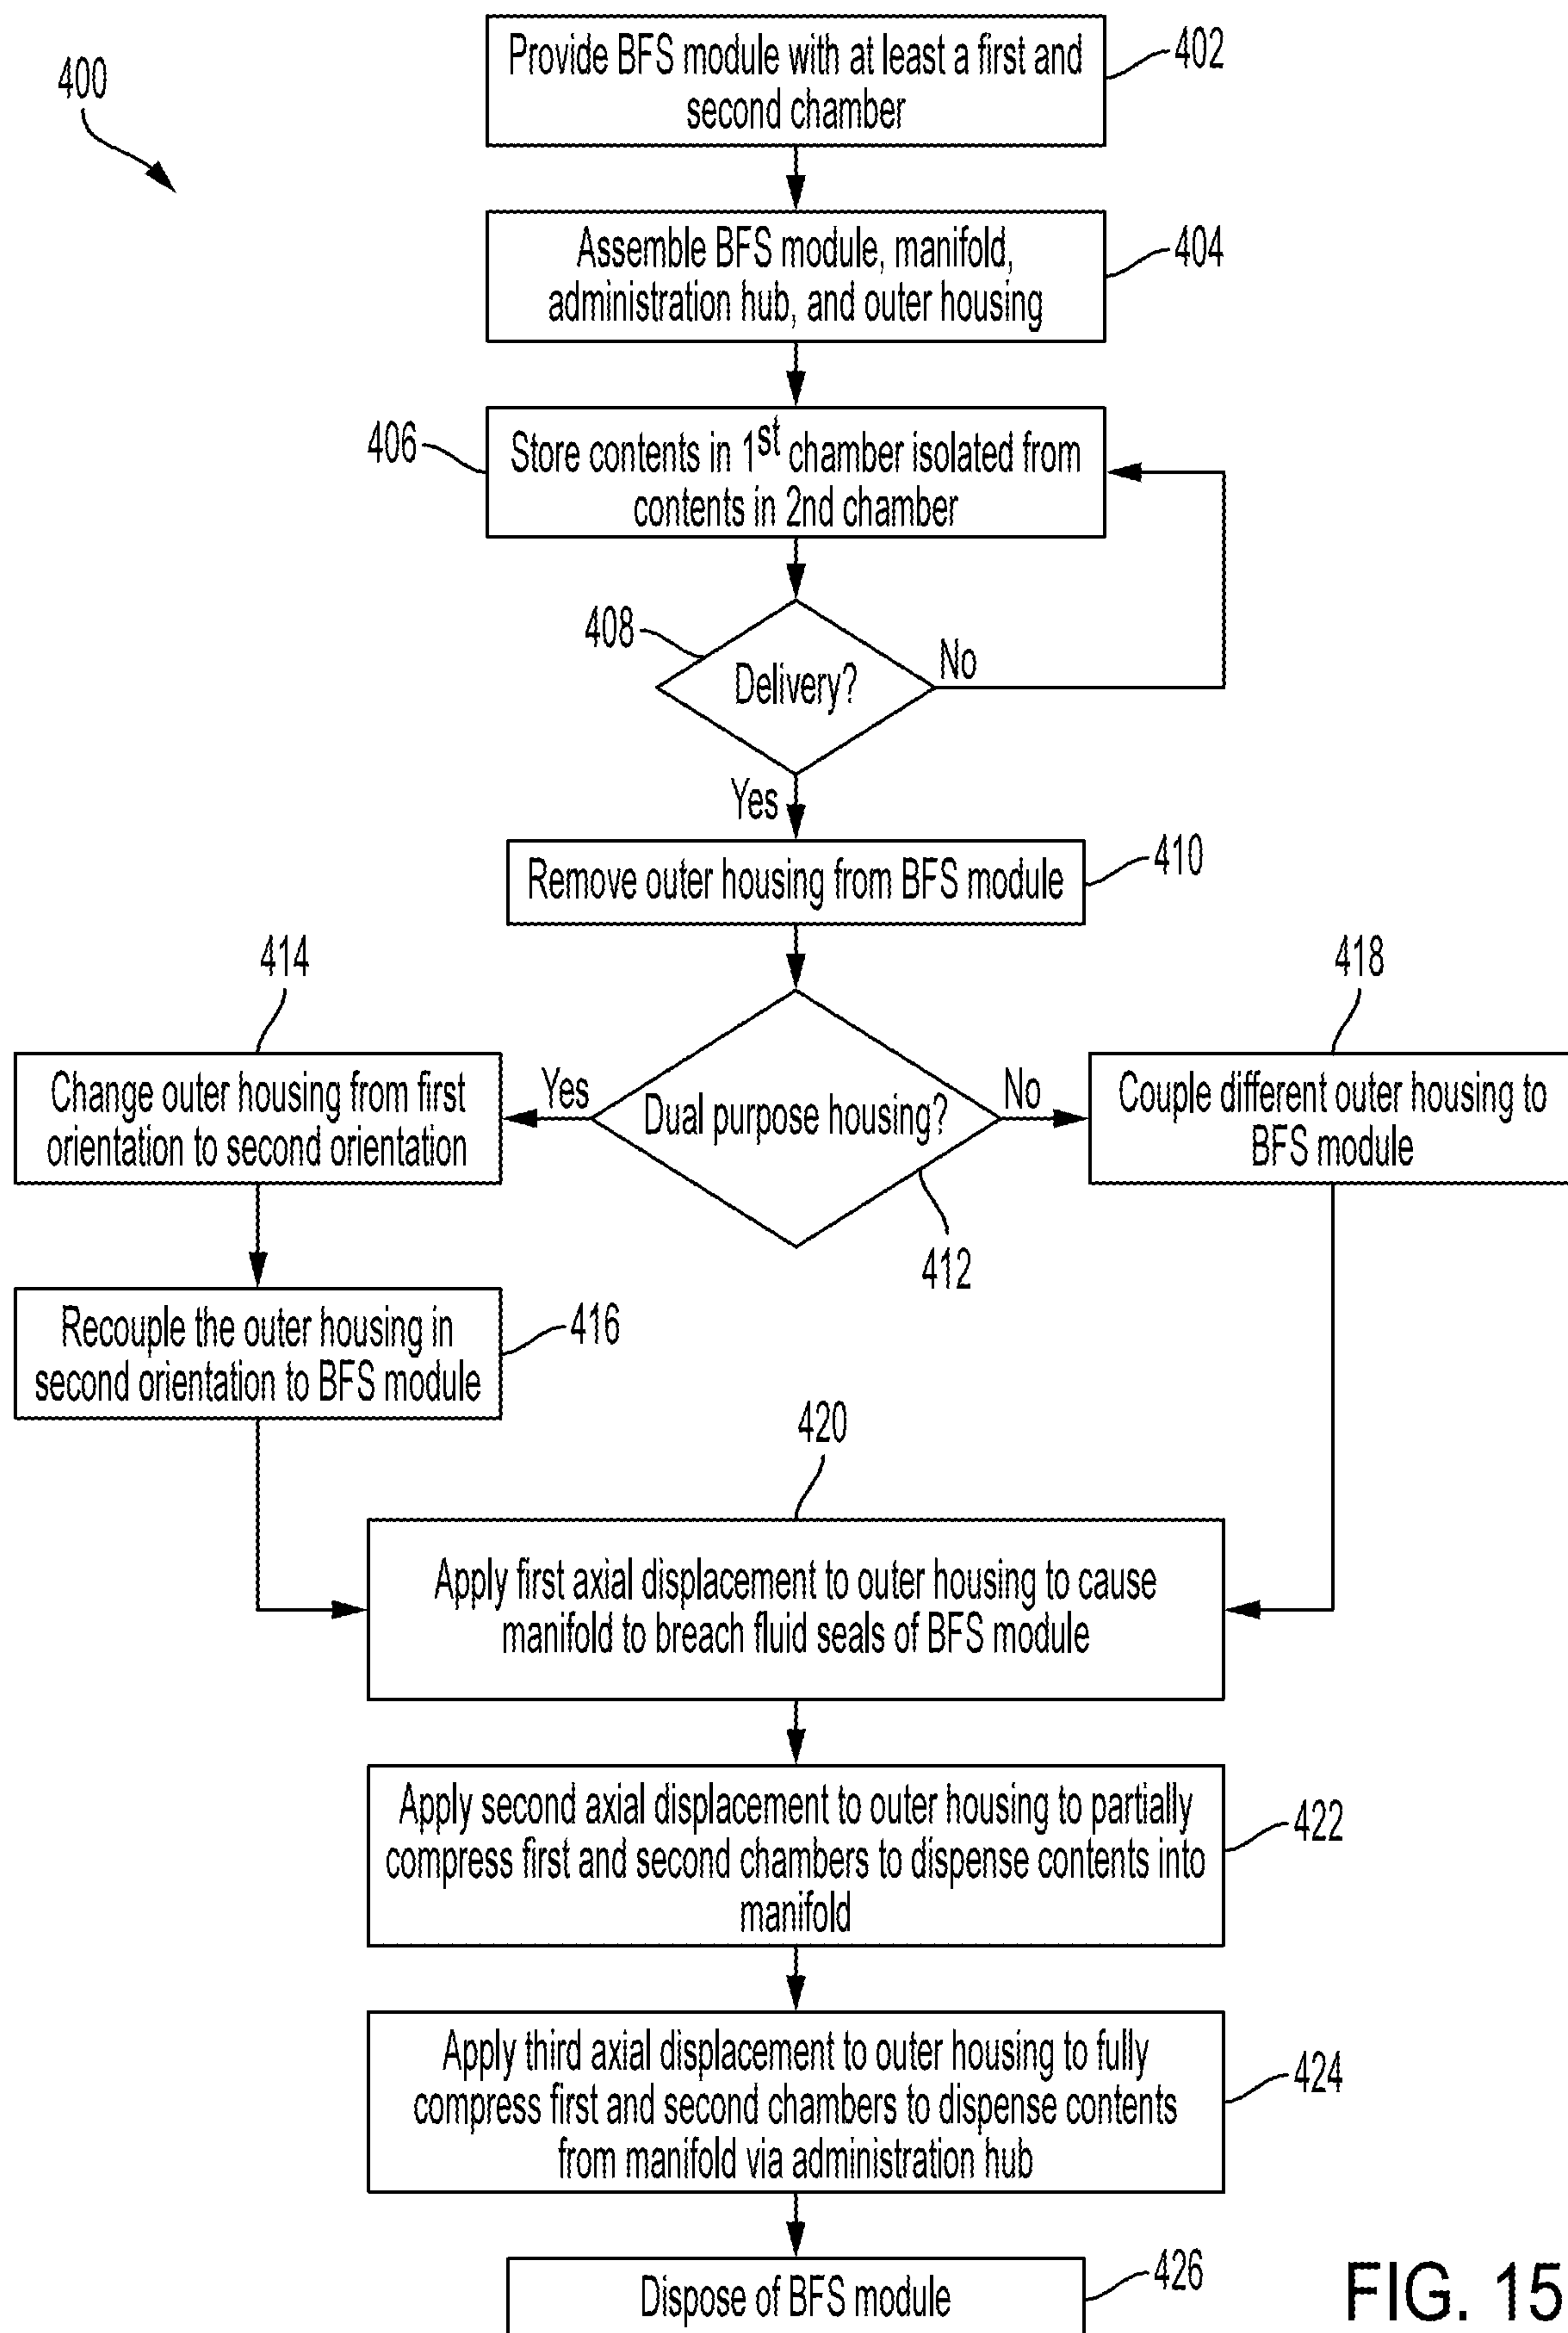 400
Provide BFS module with at least a first and
second chamber
402
Assemble BFS module, manifold,
administration hub, and outer housing
404
406
Store contents in 1st chamber isolated from
contents in 2nd chamber
408
Delivery?
No
Yes
Remove outer housing from BFS module
410
414
418
Change outer housing from first
orientation to second orientation
Yes
Dual purpose housing?
No
Couple different outer housing to
BFS module
412
Recouple the outer housing in
second orientation to BFS module
416
420
Apply first axial displacement to outer housing to cause
manifold to breach fluid seals of BFS module
Apply second axial displacement to outer housing to partially
compress first and second chambers to dispense contents into
manifold
422
Apply third axial displacement to outer housing to fully
compress first and second chambers to dispense contents
from manifold via administration hub
424
Dispose of BFS module
426
FIG. 15